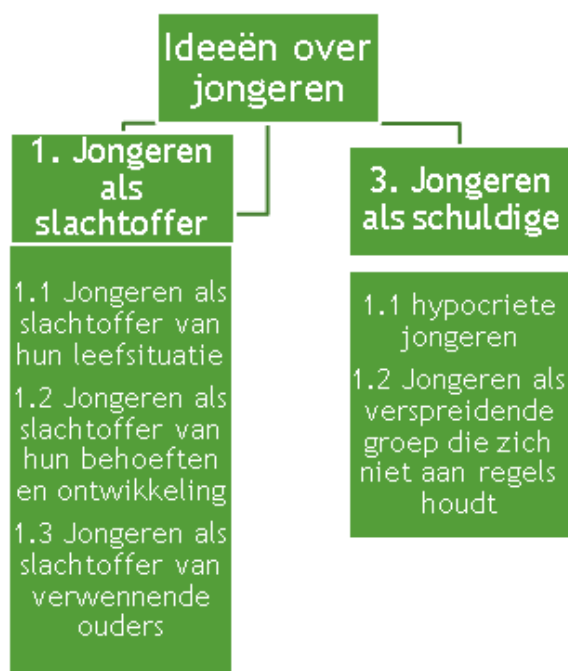 Ideeën over
jongeren
1. Jongeren
als
slachtoffer
1.1 Jongeren als
slachtoffer van
hun leefsituatie
1.2 Jongeren als
slachtoffer van
hun behoeften
en ontwikkeling
1.3 Jongeren als
slachtoffer van
verwennende
ouders
3. Jongeren
als schuldige
1.1 hypocriete
jongeren
1.2 Jongeren als
verspreidende
groep die zich
niet aan regels
houdt